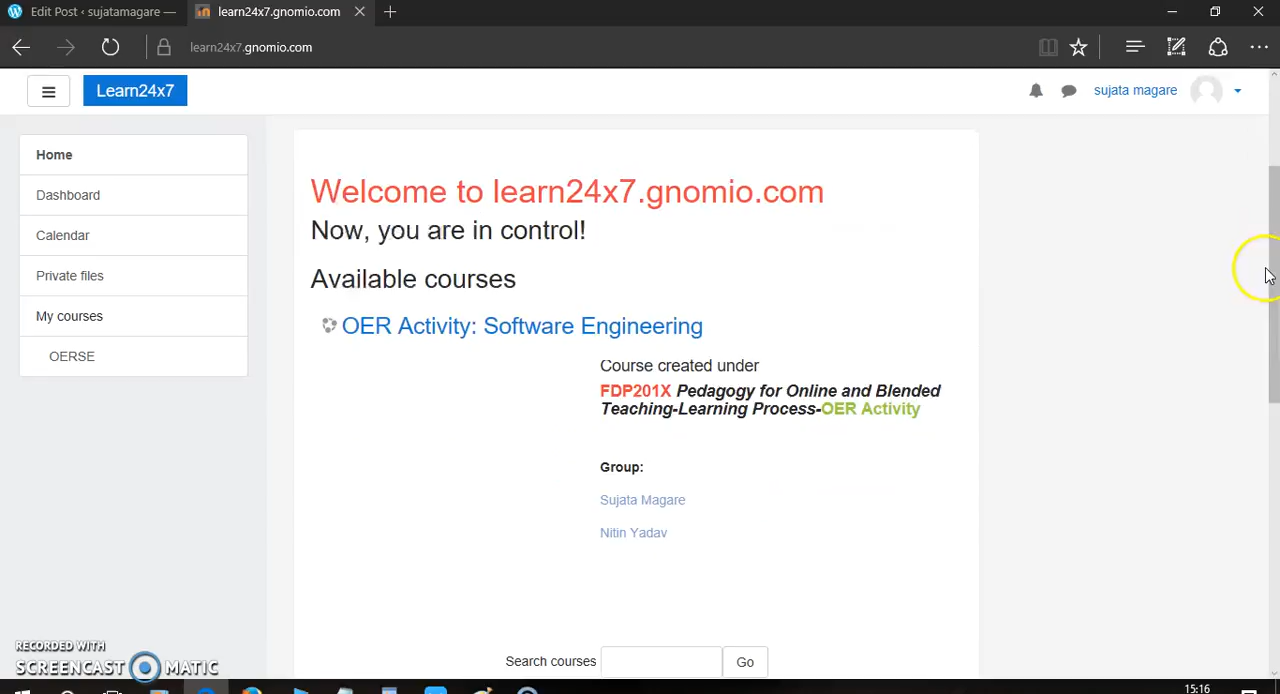 Edit Post ‹ sujatamagare —
learn24x7.gnomio.com
learn24x7.gnomio.com
Learn24x7
sujata magare
Home
Dashboard
Calendar
Private files
My courses
OERSE
Welcome to learn24x7.gnomio.com
Now, you are in control!
Available courses
OER Activity: Software Engineering
Course created under
FDP201X Pedagogy for Online and Blended
Teaching-Learning Process-OER Activity
Group:
Sujata Magare
Nitin Yadav
Search courses
Go
RECORDED WITH
SCREENCAST MATIC
15:16